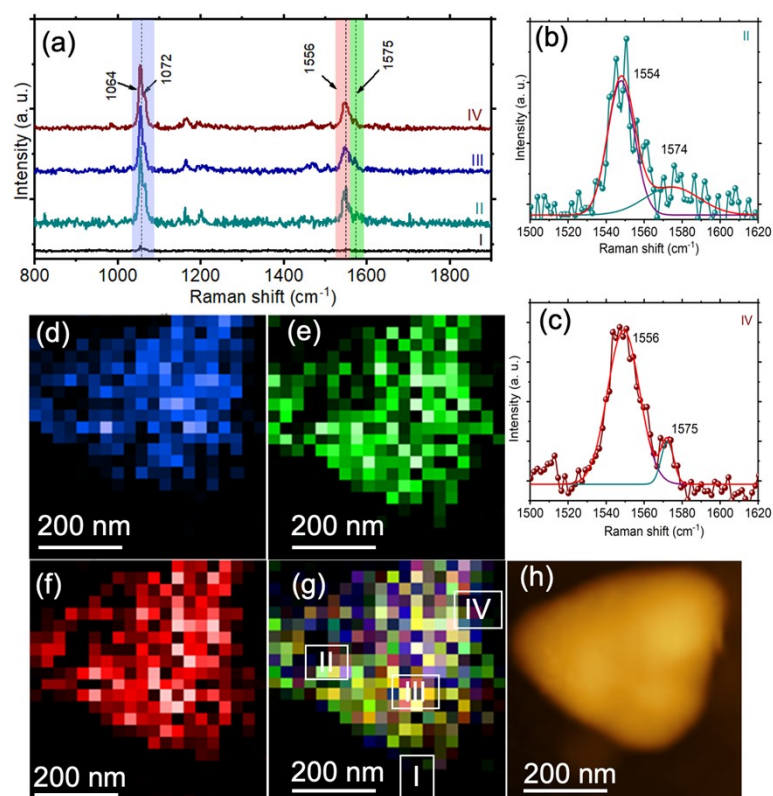 (a)
1064
1072
1556
1575
IV
III
II
I
Intensity (a. u.)
800 1000 1200 1400 1600 1800
Raman shift (cm⁻¹)
(b)
II
1554
1574
Intensity (a. u.)
1500 1520 1540 1560 1580 1600 1620
Raman shift (cm⁻¹)
(c)
IV
1556
1575
Intensity (a. u.)
1500 1520 1540 1560 1580 1600 1620
Raman shift (cm⁻¹)
(d)
200 nm
(e)
200 nm
(f)
200 nm
(g)
IV
II
III
I
200 nm
(h)
200 nm